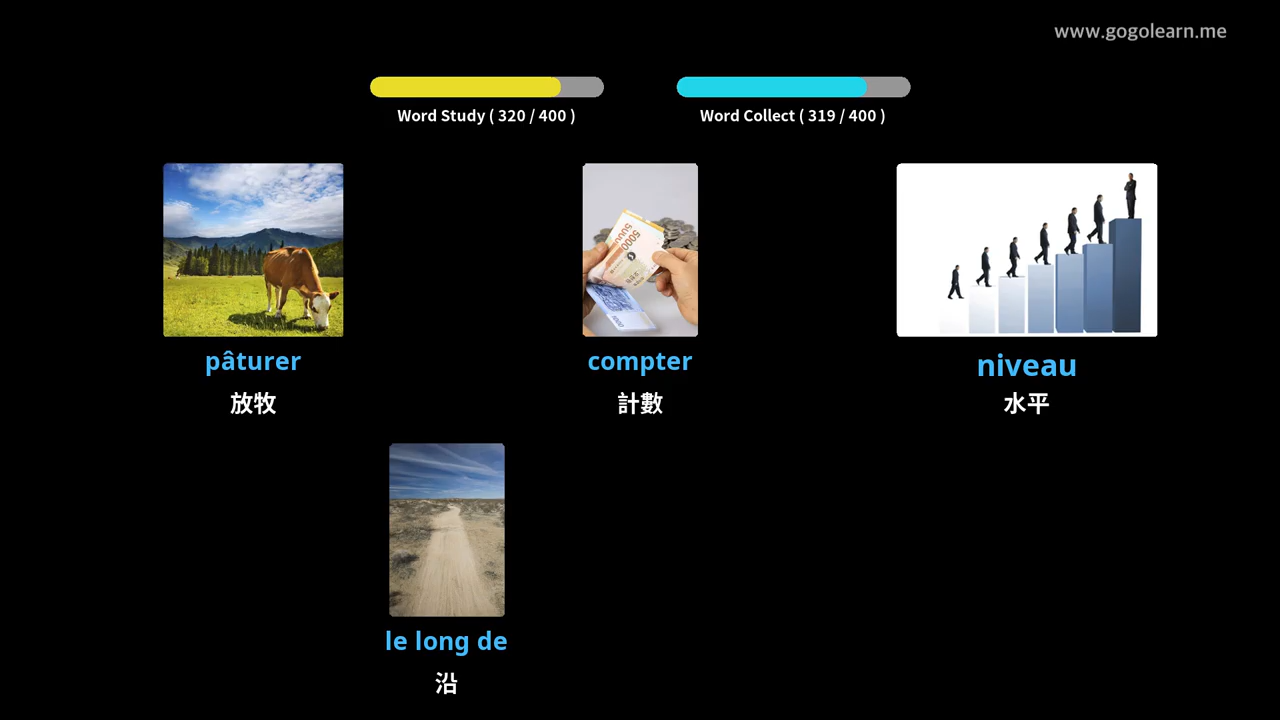 www.gogolearn.me
Word Study ( 320 / 400 )
Word Collect ( 319 / 400 )
pâturer
放牧
compter
計數
niveau
水平
le long de
沿